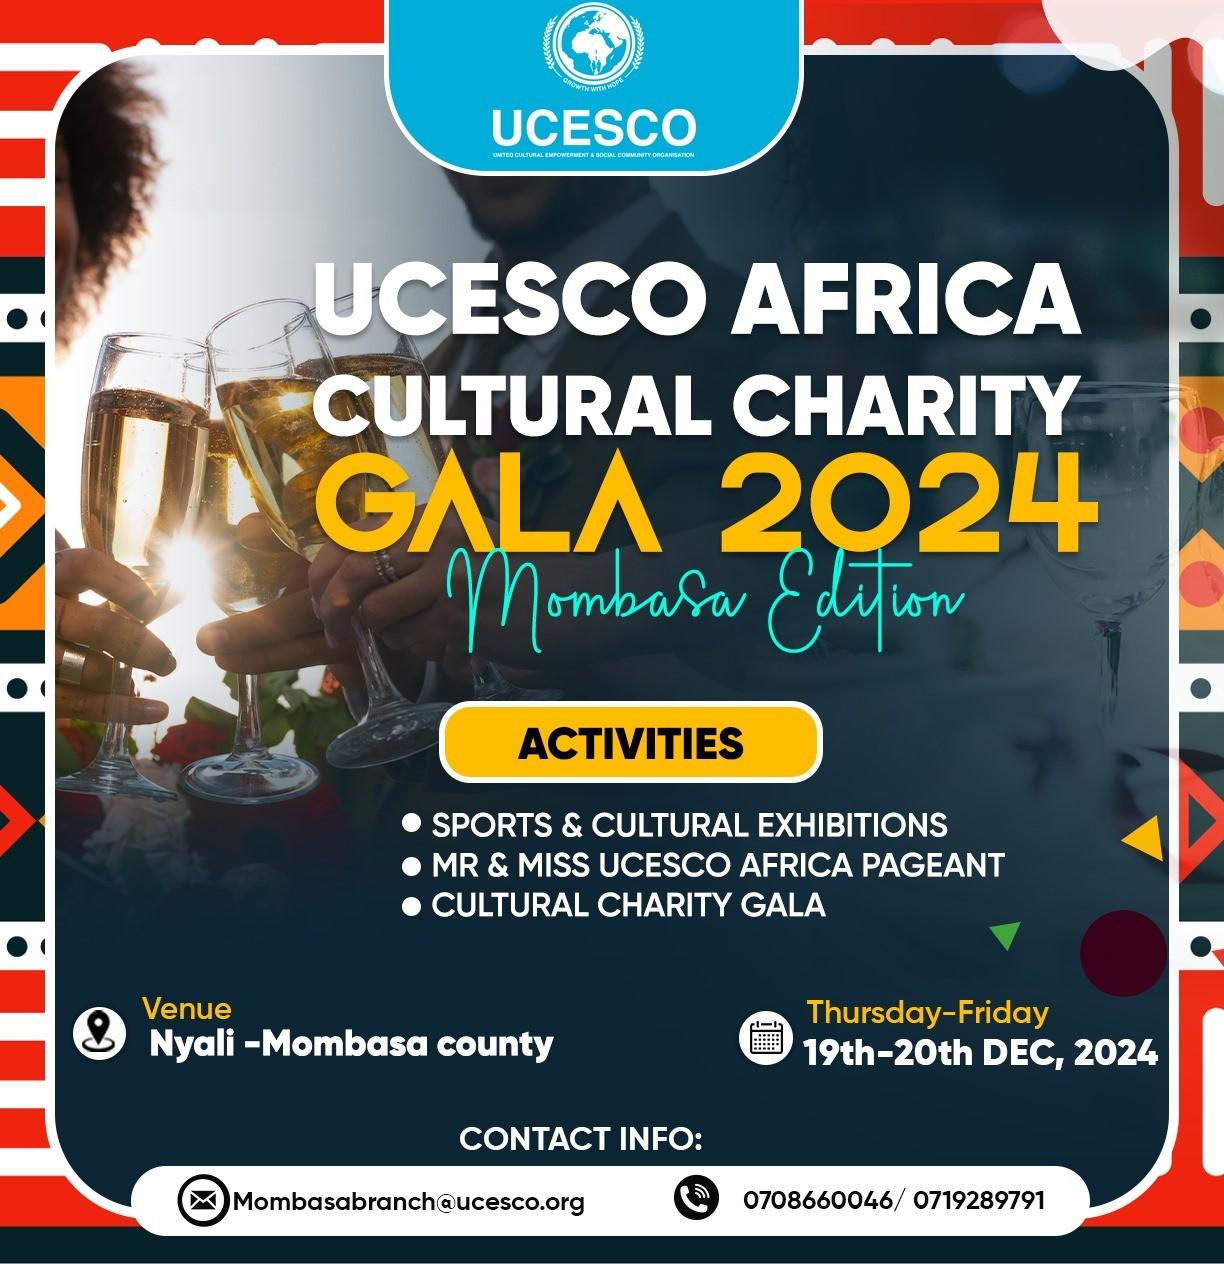 GROWTH WITH HOPE
UCESCO
UNITED CULTURAL EMPOWERMENT & SOCIAL COMMUNITY ORGANISATION
UCESCO AFRICA
CULTURAL CHARITY
GALA 2024
Mombasa Edition
ACTIVITIES
SPORTS & CULTURAL EXHIBITIONS
MR & MISS UCESCO AFRICA PAGEANT
CULTURAL CHARITY GALA
Venue
Nyali -Mombasa county
Thursday-Friday
19th-20th DEC, 2024
CONTACT INFO:
Mombasabranch@ucesco.org
0708660046/ 0719289791